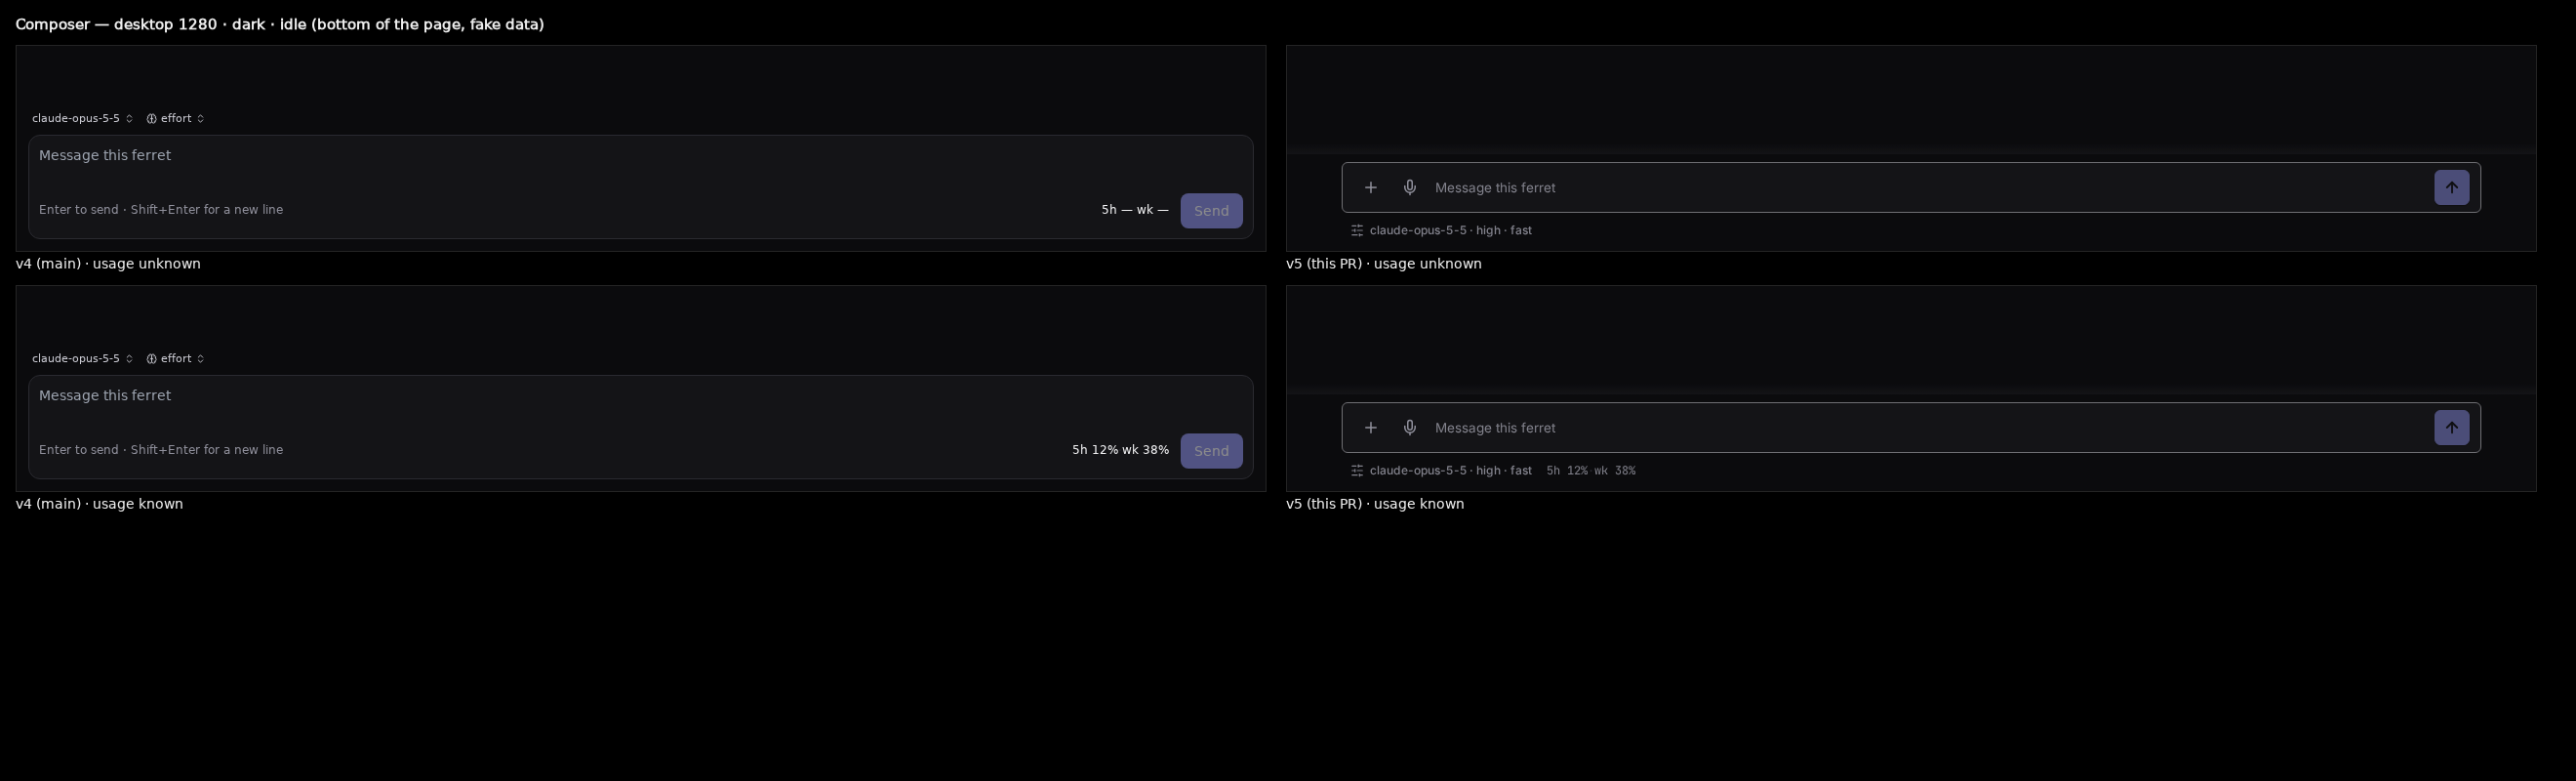 Composer — desktop 1280 · dark · idle (bottom of the page, fake data)
claude-opus-5-5 effort
Message this ferret
Enter to send · Shift+Enter for a new line 5h — wk — Send
v4 (main) · usage unknown
Message this ferret
claude-opus-5-5 · high · fast
v5 (this PR) · usage unknown
claude-opus-5-5 effort
Message this ferret
Enter to send · Shift+Enter for a new line 5h 12% wk 38% Send
v4 (main) · usage known
Message this ferret
claude-opus-5-5 · high · fast 5h 12% wk 38%
v5 (this PR) · usage known